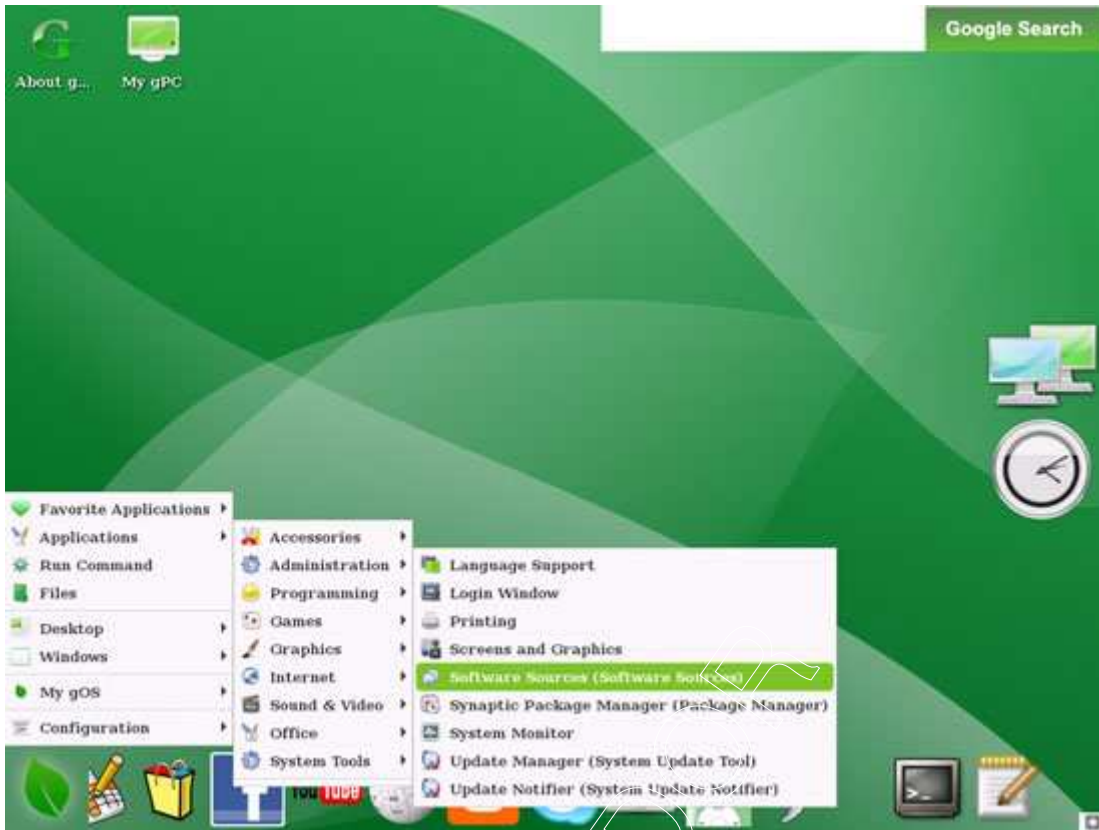 Google Search
About g...
My gPC
Favorite Applications
Applications
Run Command
Files
Desktop
Windows
My gOS
Configuration
Accessories
Administration
Programming
Games
Graphics
Internet
Sound & Video
Office
System Tools
Language Support
Login Window
Printing
Screens and Graphics
Software Sources (Software Sources)
Synaptic Package Manager (Package Manager)
System Monitor
Update Manager (System Update Tool)
Update Notifier (System Update Notifier)
You Tube